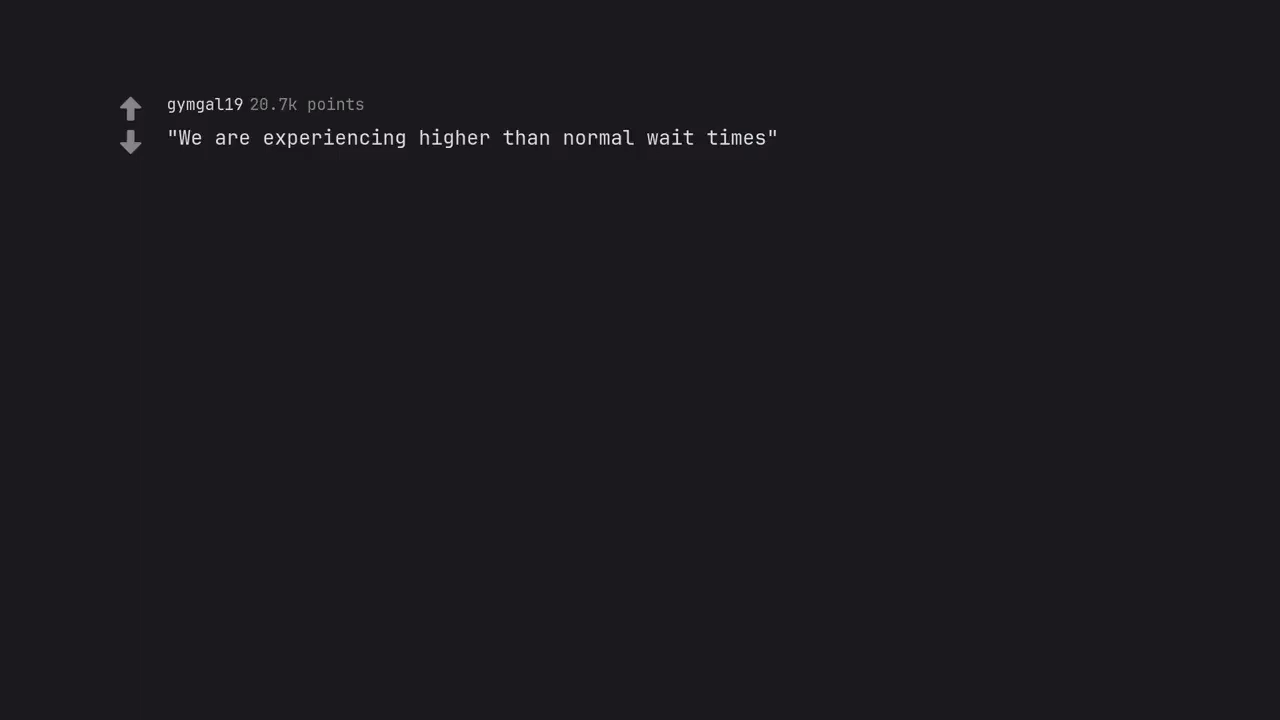 gymgal19 20.7k points
"We are experiencing higher than normal wait times"